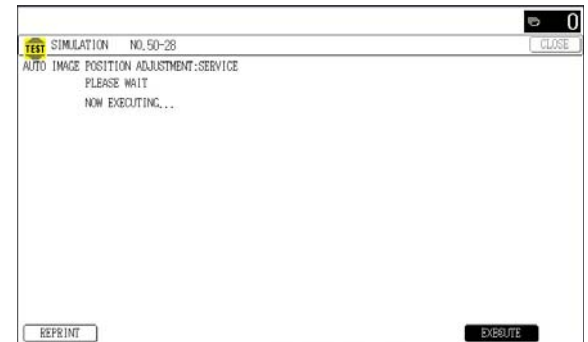 0
TEST SIMULATION NO.50-28 CLOSE
AUTO IMAGE POSITION ADJUSTMENT:SERVICE
PLEASE WAIT
NOW EXECUTING...
REPRINT EXECUTE